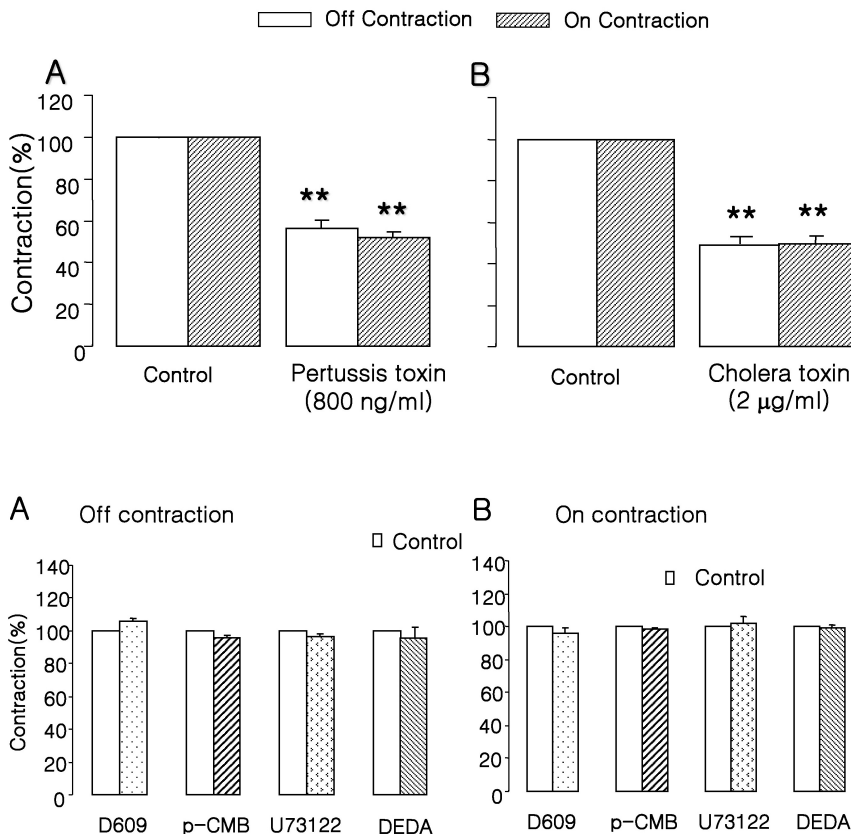 Off Contraction On Contraction
A
B
Contraction(%)
120
100
80
60
40
20
0
** **
** **
Control Pertussis toxin
(800 ng/ml)
Control Cholera toxin
(2 μg/ml)
A Off contraction
Control
Contraction(%)
140
120
100
80
60
40
20
0
D609 p-CMB U73122 DEDA
B On contraction
Control
140
120
100
80
60
40
20
0
D609 p-CMB U73122 DEDA